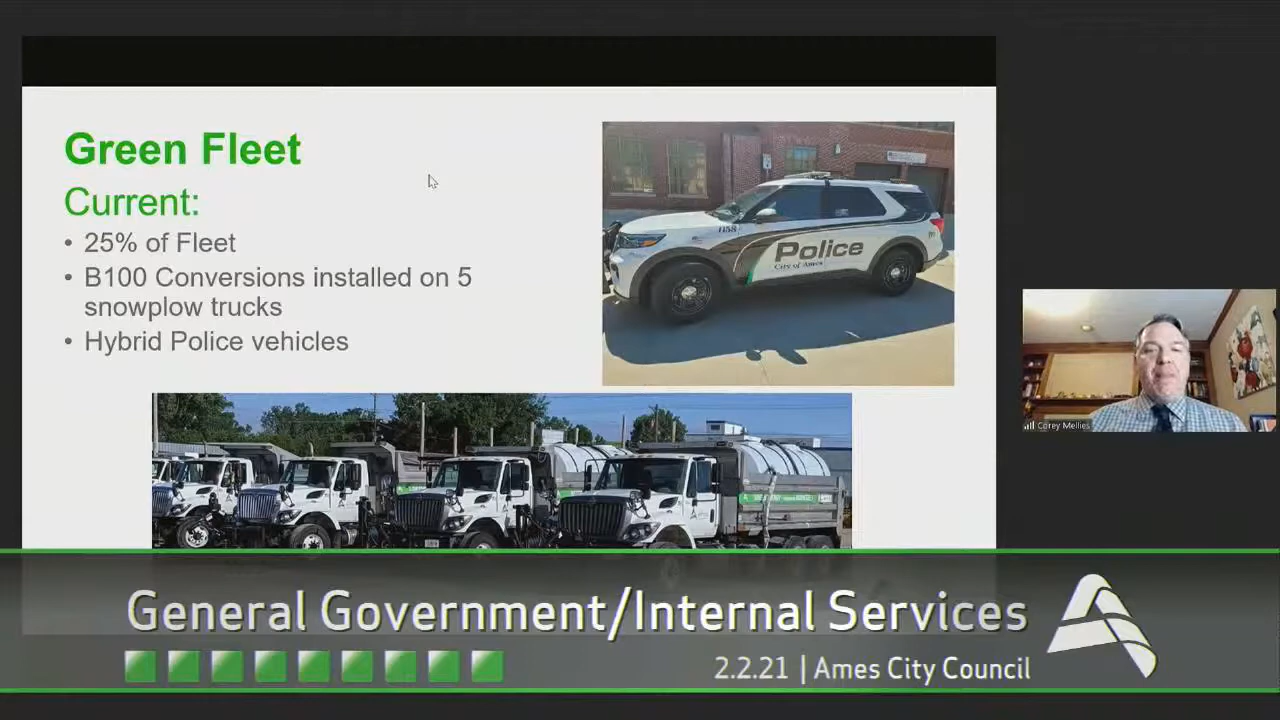 Green Fleet
Current:
• 25% of Fleet
• B100 Conversions installed on 5
snowplow trucks
• Hybrid Police vehicles
1158
Police
City of Ames
Corey Mellies
General Government/Internal Services
2.2.21 | Ames City Council